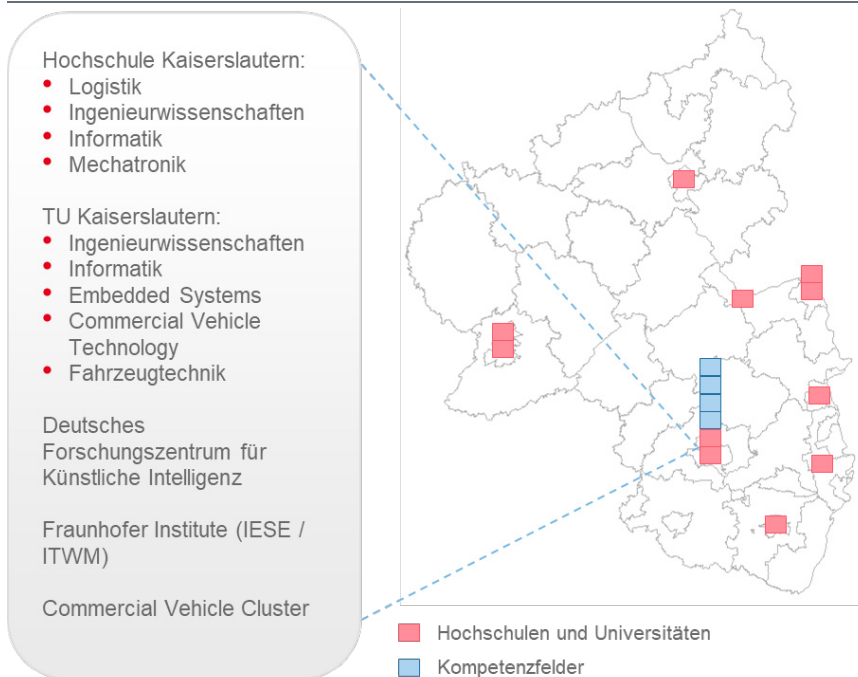 Hochschule Kaiserslautern:
• Logistik
• Ingenieurwissenschaften
• Informatik
• Mechatronik
TU Kaiserslautern:
• Ingenieurwissenschaften
• Informatik
• Embedded Systems
• Commercial Vehicle
Technology
• Fahrzeugtechnik
Deutsches
Forschungszentrum für
Künstliche Intelligenz
Fraunhofer Institute (IESE /
ITWM)
Commercial Vehicle Cluster
Hochschulen und Universitäten
Kompetenzfelder